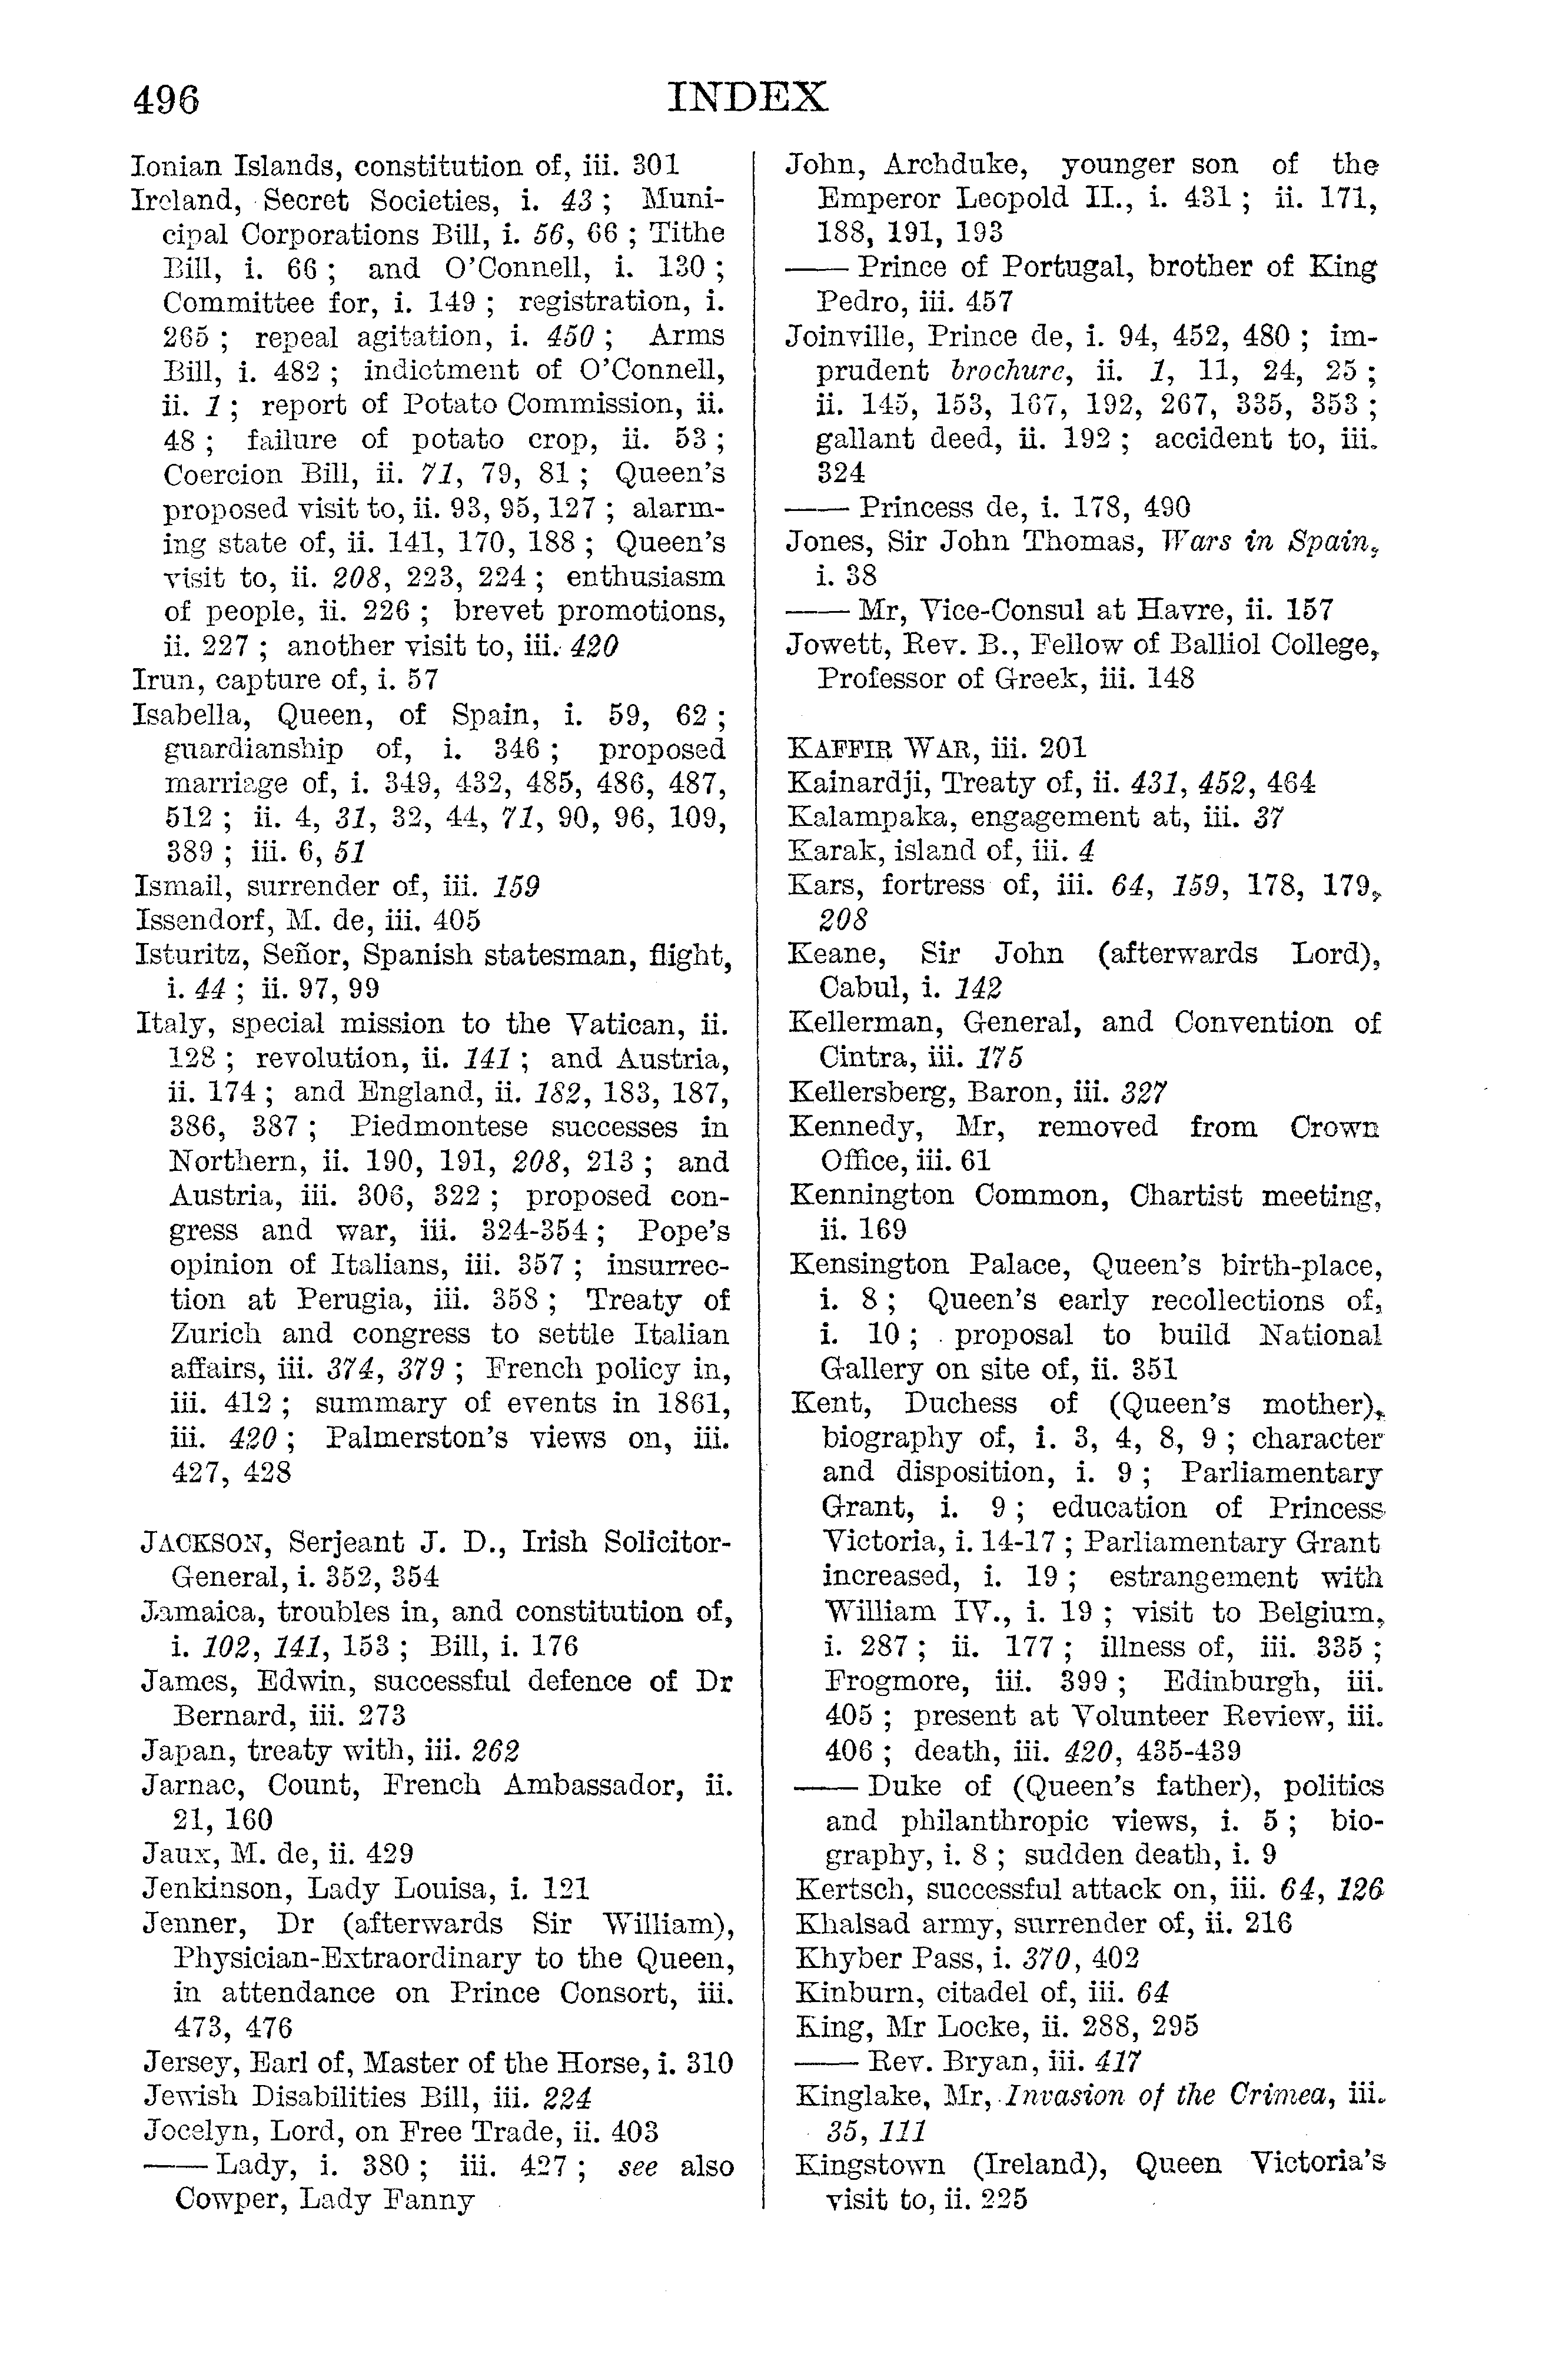 496
INDEX
Ionian Islands, constitution of, iii. 301
Ireland, Secret Societies, i. 43 ; Muni-
cipal Corporations Bill, i. 56, 66 ; Tithe
Bill, i. 66 ; and O'Connell, i. 130 ;
Committee for, i. 149 ; registration, i.
265 ; repeal agitation, i. 450 ; Arms
Bill, i. 482 ; indictment of O'Connell,
ii. 1 ; report of Potato Commission, ii.
48 ; failure of potato crop, ii. 53 ;
Coercion Bill, ii. 71, 79, 81 ; Queen's
proposed visit to, ii. 93, 95, 127 ; alarm-
ing state of, ii. 141, 170, 188 ; Queen's
visit to, ii. 208, 223, 224 ; enthusiasm
of people, ii. 226 ; brevet promotions,
ii. 227 ; another visit to, iii. 420
Irun, capture of, i. 57
Isabella, Queen, of Spain, i. 59, 62 ;
guardianship of, i. 346 ; proposed
marriage of, i. 349, 432, 485, 486, 487,
512 ; ii. 4, 31, 32, 44, 71, 90, 96, 109,
389 ; iii. 6, 51
Ismail, surrender of, iii. 159
Issendorf, M. de, iii. 405
Isturitz, Señor, Spanish statesman, flight,
i. 44 ; ii. 97, 99
Italy, special mission to the Vatican, ii.
128 ; revolution, ii. 141 ; and Austria,
ii. 174 ; and England, ii. 182, 183, 187,
386, 387 ; Piedmontese successes in
Northern, ii. 190, 191, 208, 213 ; and
Austria, iii. 306, 322 ; proposed con-
gress and war, iii. 324-354 ; Pope's
opinion of Italians, iii. 357 ; insurrec-
tion at Perugia, iii. 358 ; Treaty of
Zurich and congress to settle Italian
affairs, iii. 374, 379 ; French policy in,
iii. 412 ; summary of events in 1861,
iii. 420 ; Palmerston's views on, iii.
427, 428
JACKSON, Serjeant J. D., Irish Solicitor-
General, i. 352, 354
Jamaica, troubles in, and constitution of,
i. 102, 141, 153 ; Bill, i. 176
James, Edwin, successful defence of Dr
Bernard, iii. 273
Japan, treaty with, iii. 262
Jarnac, Count, French Ambassador, ii.
21, 160
Jaux, M. de, ii. 429
Jenkinson, Lady Louisa, i. 121
Jenner, Dr (afterwards Sir William),
Physician-Extraordinary to the Queen,
in attendance on Prince Consort, iii.
473, 476
Jersey, Earl of, Master of the Horse, i. 310
Jewish Disabilities Bill, iii. 224
Jocelyn, Lord, on Free Trade, ii. 403
—— Lady, i. 380 ; iii. 427 ; see also
Cowper, Lady Fanny
John, Archduke, younger son of the
Emperor Leopold II., i. 431 ; ii. 171,
188, 191, 193
—— Prince of Portugal, brother of King
Pedro, iii. 457
Joinville, Prince de, i. 94, 452, 480 ; im-
prudent brochure, ii. 1, 11, 24, 25 ;
ii. 145, 153, 167, 192, 267, 335, 353 ;
gallant deed, ii. 192 ; accident to, iii.
324
—— Princess de, i. 178, 490
Jones, Sir John Thomas, Wars in Spain,
i. 38
—— Mr, Vice-Consul at Havre, ii. 157
Jowett, Rev. B., Fellow of Balliol College,
Professor of Greek, iii. 148
KAFFIR WAR, iii. 201
Kainardji, Treaty of, ii. 431, 452, 464
Kalampaka, engagement at, iii. 37
Karak, island of, iii. 4
Kars, fortress of, iii. 64, 159, 178, 179,
208
Keane, Sir John (afterwards Lord),
Cabul, i. 142
Kellerman, General, and Convention of
Cintra, iii. 175
Kellersberg, Baron, iii. 327
Kennedy, Mr, removed from Crown
Office, iii. 61
Kennington Common, Chartist meeting,
ii. 169
Kensington Palace, Queen's birth-place,
i. 8 ; Queen's early recollections of,
i. 10 ; proposal to build National
Gallery on site of, ii. 351
Kent, Duchess of (Queen's mother),
biography of, i. 3, 4, 8, 9 ; character
and disposition, i. 9 ; Parliamentary
Grant, i. 9 ; education of Princess
Victoria, i. 14-17 ; Parliamentary Grant
increased, i. 19 ; estrangement with
William IV., i. 19 ; visit to Belgium,
i. 287 ; ii. 177 ; illness of, iii. 335 ;
Frogmore, iii. 399 ; Edinburgh, iii.
405 ; present at Volunteer Review, iii.
406 ; death, iii. 420, 435-439
—— Duke of (Queen's father), politics
and philanthropic views, i. 5 ; bio-
graphy, i. 8 ; sudden death, i. 9
Kertsch, successful attack on, iii. 64, 126
Khalsad army, surrender of, ii. 216
Khyber Pass, i. 370, 402
Kinburn, citadel of, iii. 64
King, Mr Locke, ii. 288, 295
—— Rev. Bryan, iii. 417
Kinglake, Mr, Invasion of the Crimea, iii.
35, 111
Kingstown (Ireland), Queen Victoria's
visit to, ii. 225